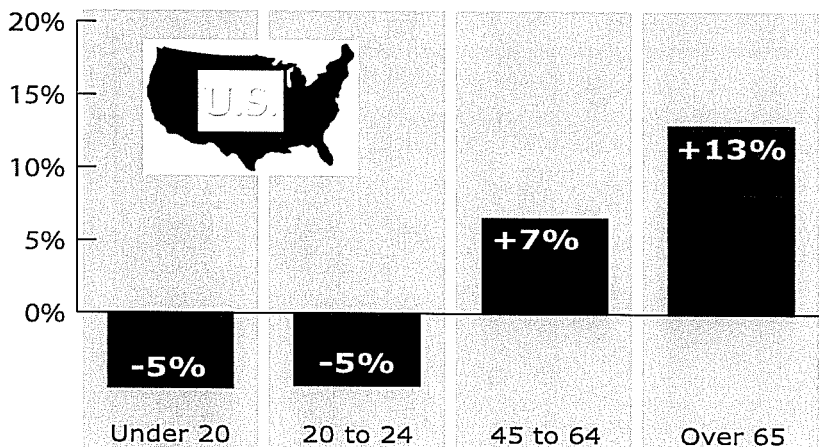 20%
15%
10%
5%
0%
U.S.
-5%
-5%
+7%
+13%
Under 20
20 to 24
45 to 64
Over 65